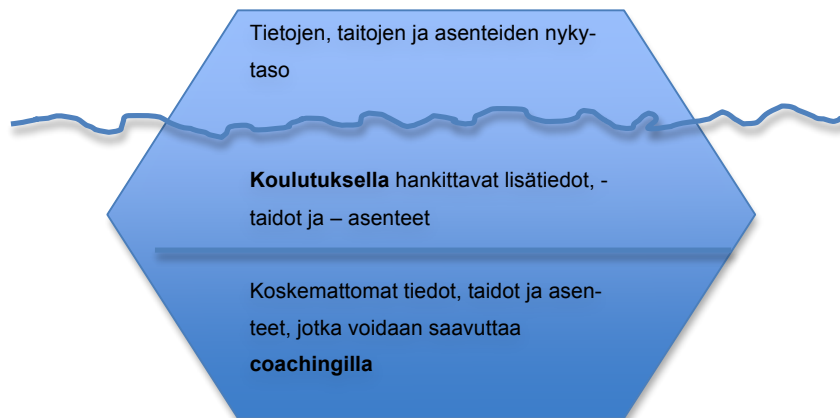 Tietojen, taitojen ja asenteiden nyky-
taso
Koulutuksella hankittavat lisätiedot, -
taidot ja – asenteet
Koskemattomat tiedot, taidot ja asen-
teet, jotka voidaan saavuttaa
coachingilla